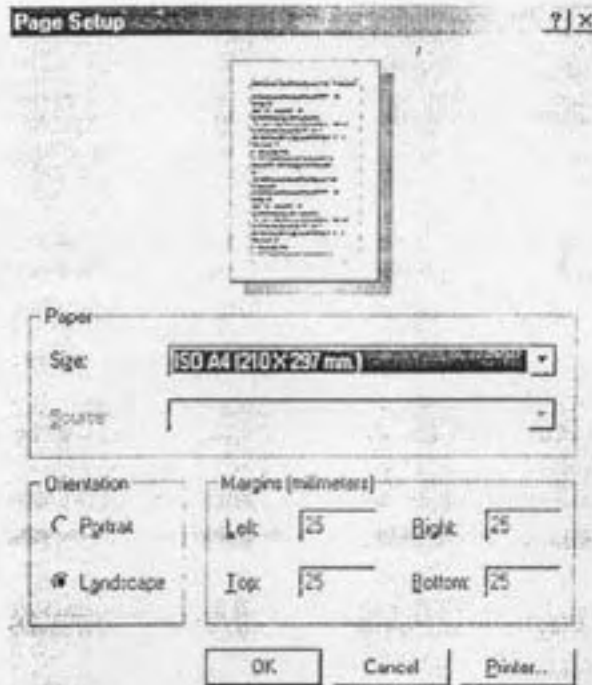 Page Setup
Paper
Size: ISO A4 (210 X 297 mm.)
Source:
Orientation
Portrait
Landscape
Margins (millimeters)
Left: 25 Right: 25
Top: 25 Bottom: 25
OK Cancel Printer...